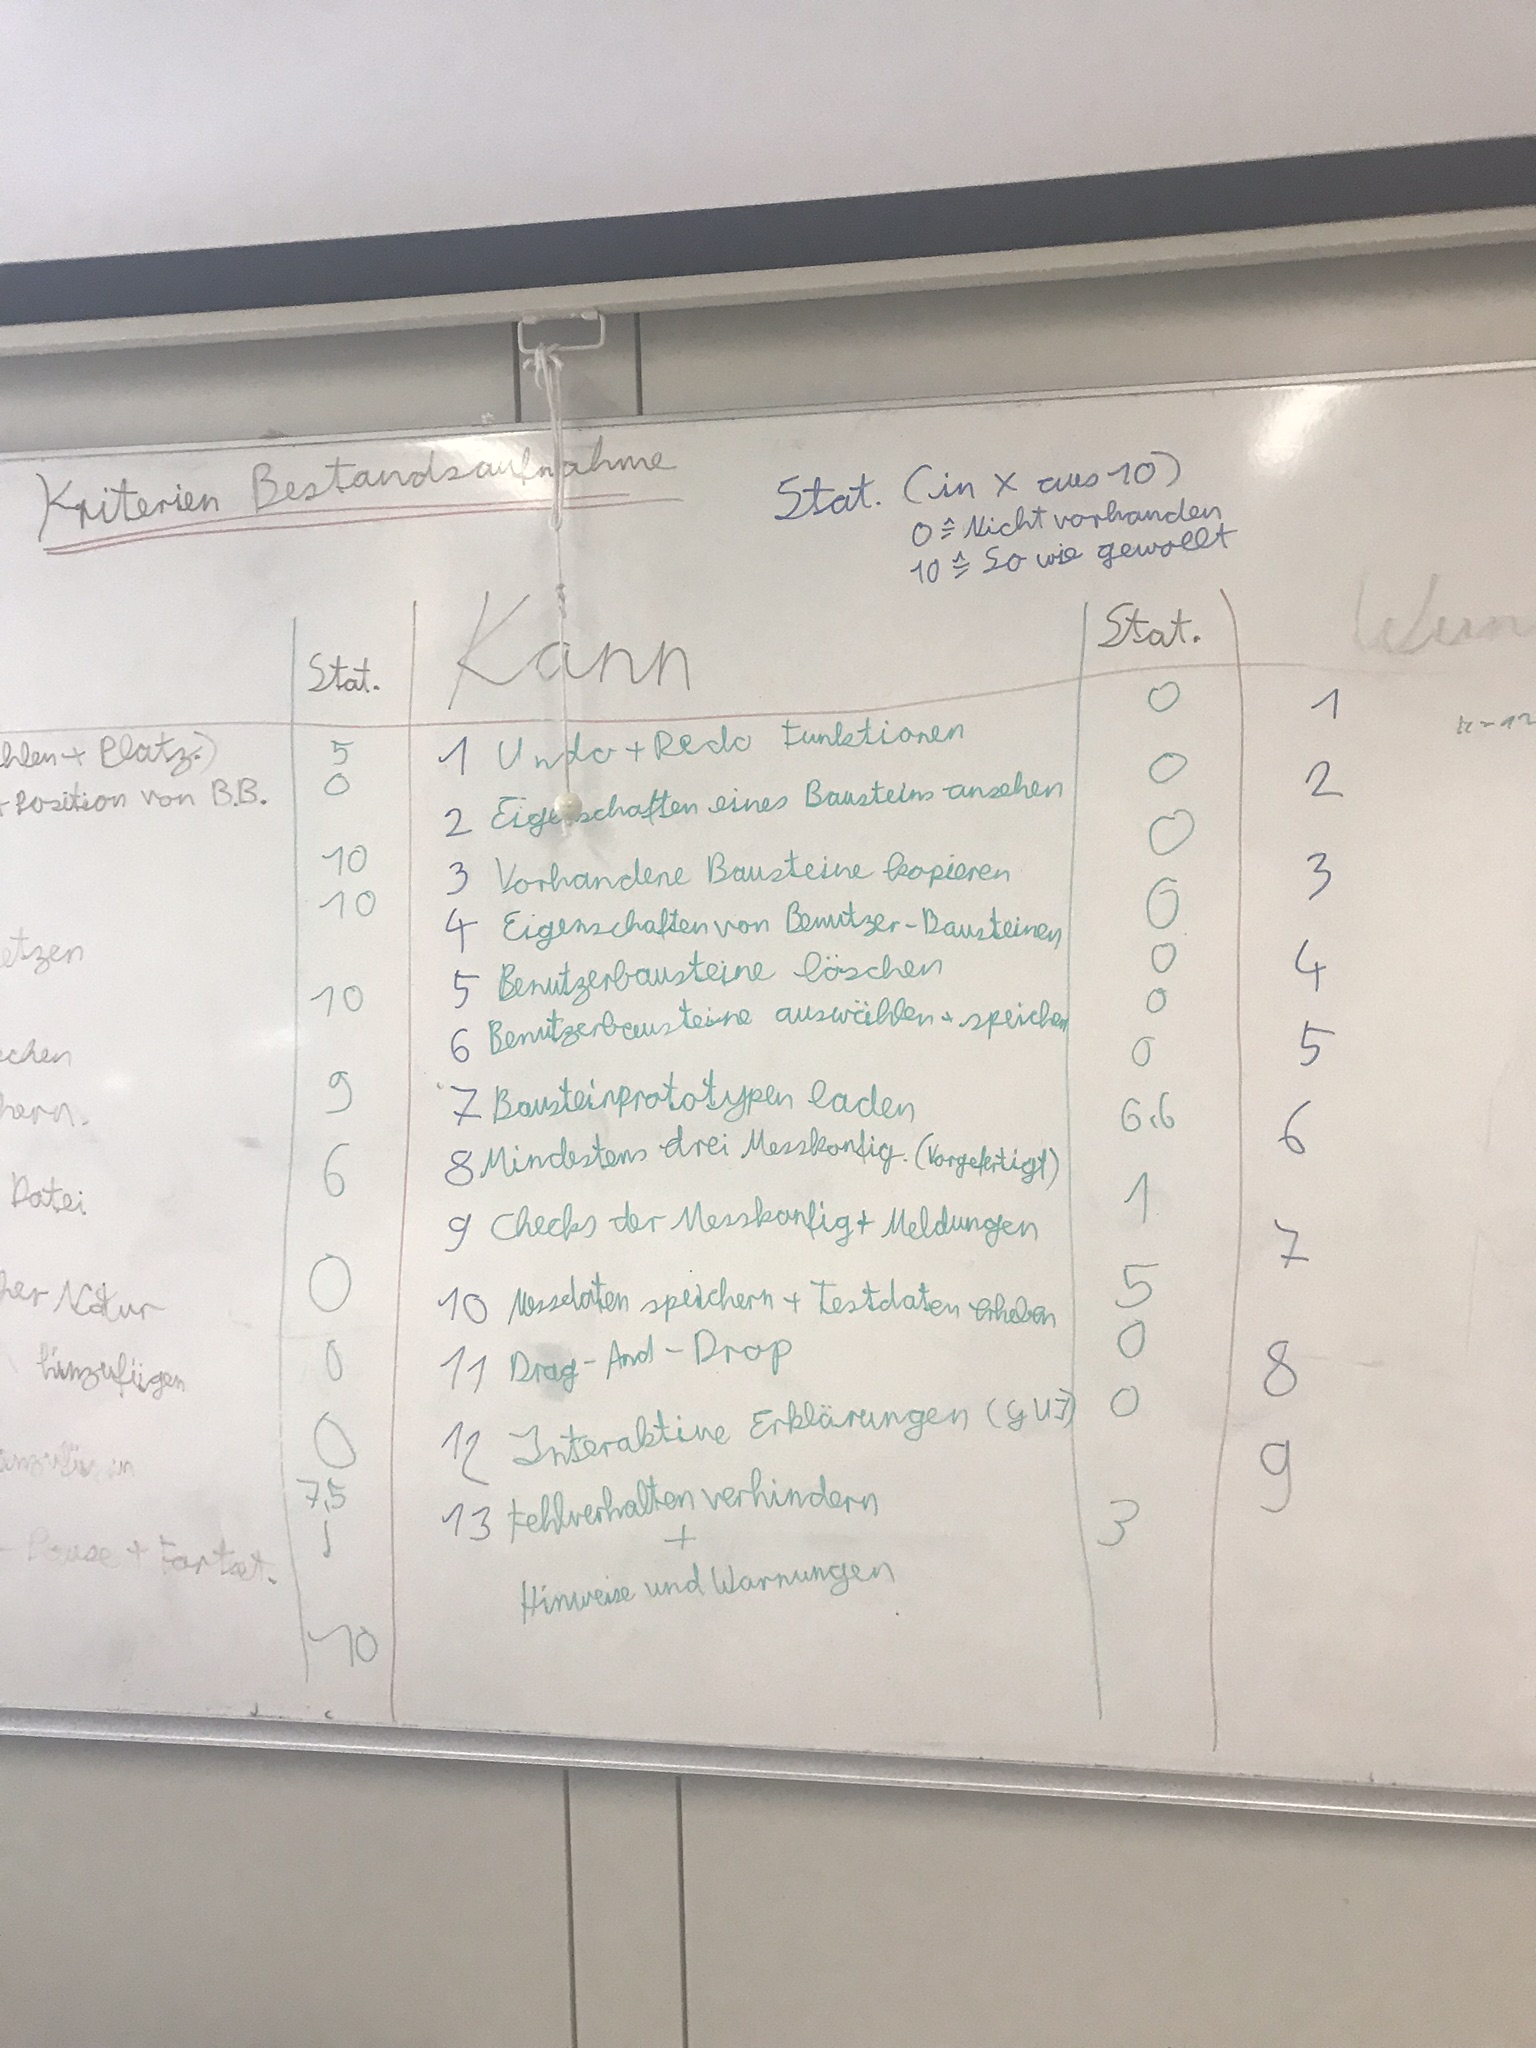 Kriterien Bestandsaufnahme
Stat. (in X aus 10)
0 ≙ Nicht vorhanden
10 ≙ So wie gewollt
Stat.
Kann
Stat.
hlen + Platz.) 5
+ Position von B.B. 0
10
10
etzen
10
chen
hern. 9
6
Datei
0
her Natur
hinzufügen 0
0
7,5
- Pause + Fortset. 1
10
1 Undo + Redo Funktionen 0
2 Eigenschaften eines Bausteins ansehen 0
3 Vorhandene Bausteine kopieren 0
4 Eigenschaften von Benutzer-Bausteinen 0
5 Benutzerbausteine löschen 0
6 Benutzerbausteine auswählen + speichern 0
7 Bausteinprototypen laden 0
8 Mindestens drei Messkonfig. (Vorgefertigt) 6,6
9 Checks der Messkonfig + Meldungen 1
10 Messdaten speichern + Testdaten erheben 5
11 Drag-And-Drop 0
12 Interaktive Erklärungen (GUI) 0
13 Fehlverhalten verhindern 3
+
Hinweise und Warnungen
1
2
3
4
5
6
7
8
9